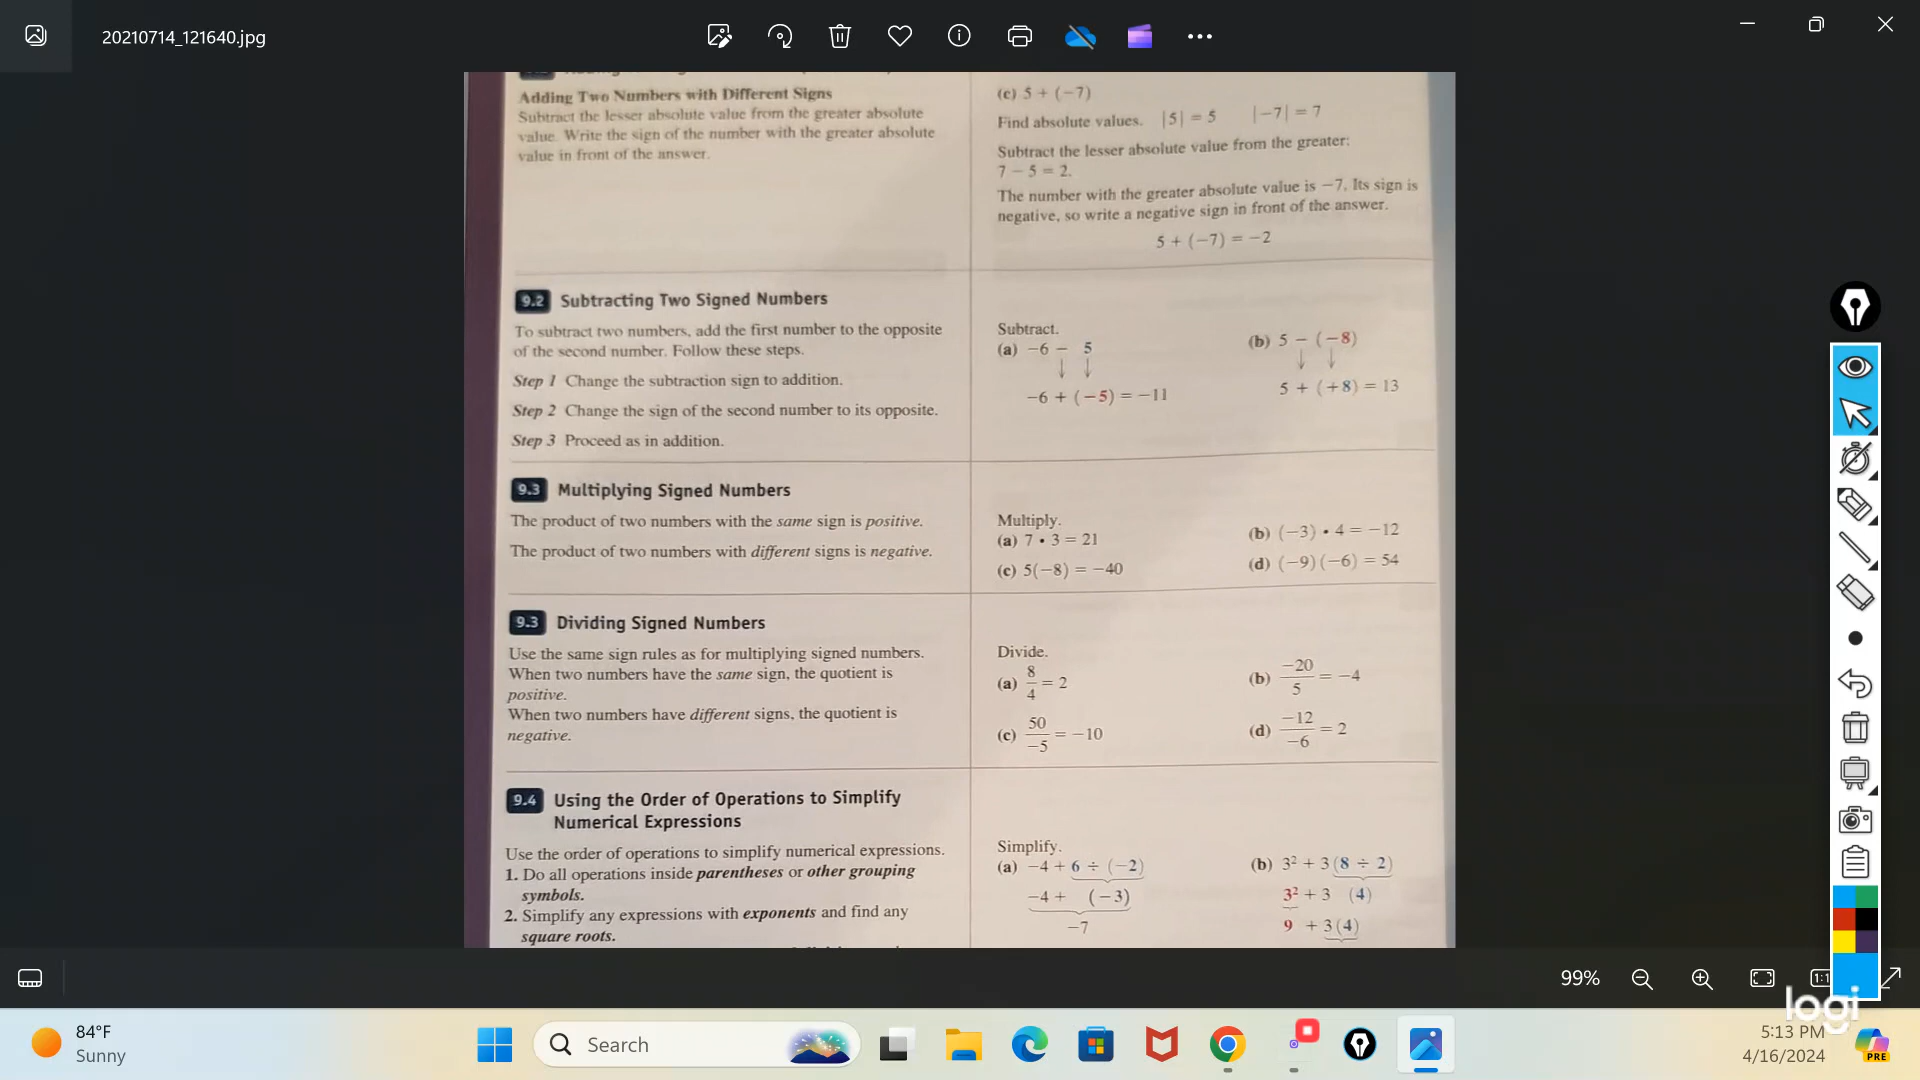 20210714_121640.jpg
Adding Two Numbers with Different Signs
Subtract the lesser absolute value from the greater absolute
value. Write the sign of the number with the greater absolute
value in front of the answer.
(c) 5 + (−7)
Find absolute values. |5| = 5 |−7| = 7
Subtract the lesser absolute value from the greater:
7 − 5 = 2.
The number with the greater absolute value is −7. Its sign is
negative, so write a negative sign in front of the answer.
5 + (−7) = −2
9.2 Subtracting Two Signed Numbers
To subtract two numbers, add the first number to the opposite
of the second number. Follow these steps.
Step 1 Change the subtraction sign to addition.
Step 2 Change the sign of the second number to its opposite.
Step 3 Proceed as in addition.
Subtract.
(a) −6 − 5
↓ ↓
−6 + (−5) = −11
(b) 5 − (−8)
↓ ↓
5 + (+8) = 13
9.3 Multiplying Signed Numbers
The product of two numbers with the same sign is positive.
The product of two numbers with different signs is negative.
Multiply.
(a) 7 • 3 = 21
(b) (−3) • 4 = −12
(c) 5(−8) = −40
(d) (−9)(−6) = 54
9.3 Dividing Signed Numbers
Use the same sign rules as for multiplying signed numbers.
When two numbers have the same sign, the quotient is
positive.
When two numbers have different signs, the quotient is
negative.
Divide.
(a) 8/4 = 2
(b) −20/5 = −4
(c) 50/−5 = −10
(d) −12/−6 = 2
9.4 Using the Order of Operations to Simplify
Numerical Expressions
Use the order of operations to simplify numerical expressions.
1. Do all operations inside parentheses or other grouping
symbols.
2. Simplify any expressions with exponents and find any
square roots.
Simplify.
(a) −4 + 6 ÷ (−2)
−4 + (−3)
−7
(b) 3² + 3(8 ÷ 2)
3² + 3 (4)
9 + 3(4)
99%
1:1
logi
84°F
Sunny
Search
5:13 PM
4/16/2024
PRE